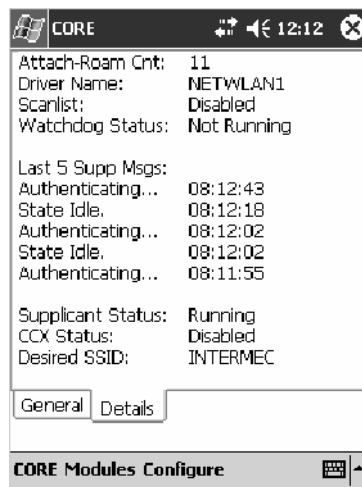 CORE 12:12
Attach-Roam Cnt: 11
Driver Name: NETWLAN1
Scanlist: Disabled
Watchdog Status: Not Running
Last 5 Supp Msgs:
Authenticating... 08:12:43
State Idle. 08:12:18
Authenticating... 08:12:02
State Idle. 08:12:02
Authenticating... 08:11:55
Supplicant Status: Running
CCX Status: Disabled
Desired SSID: INTERMEC
General Details
CORE Modules Configure